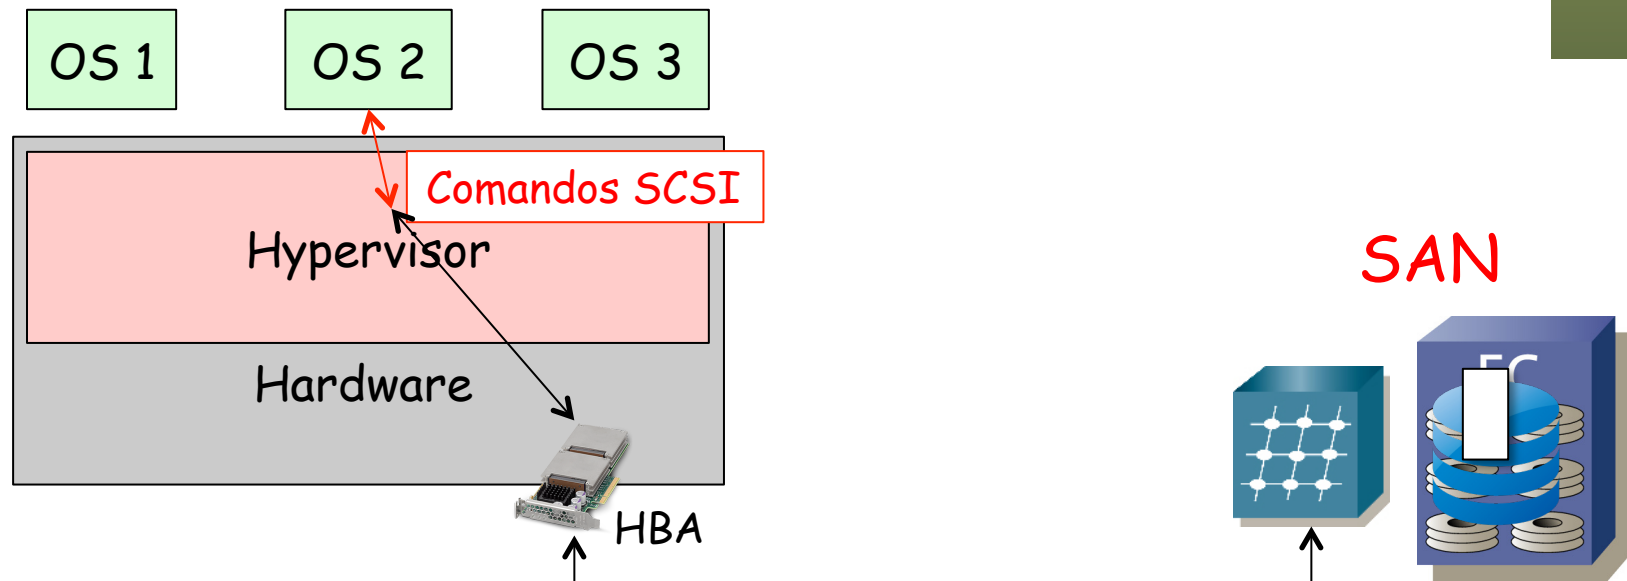 OS 1
OS 2
OS 3
Comandos SCSI
Hypervisor
SAN
Hardware
HBA